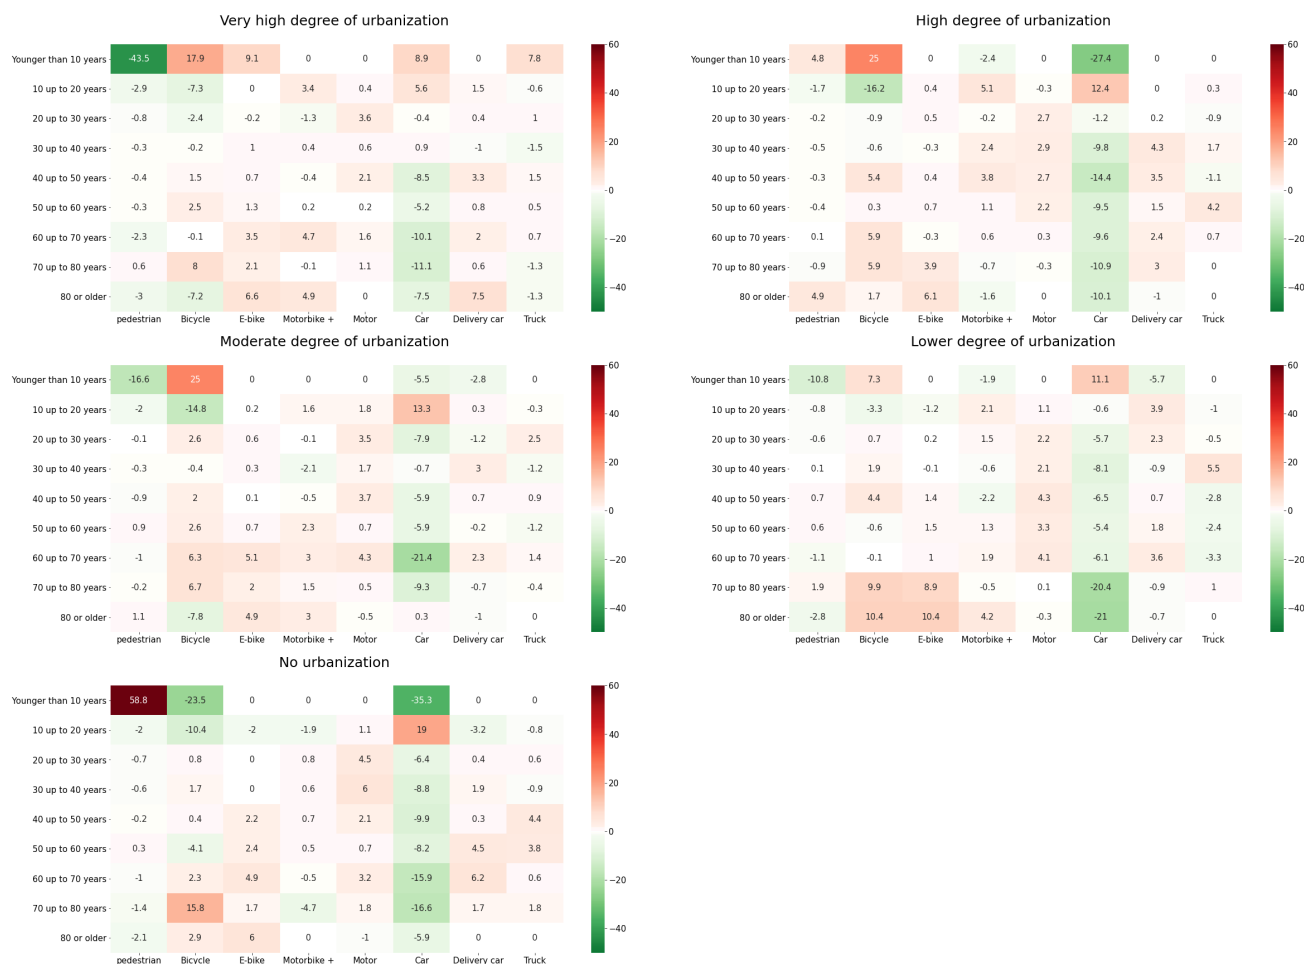 Very high degree of urbanization
Younger than 10 years -43.5 17.9 9.1 0 0 8.9 0 7.8
10 up to 20 years -2.9 -7.3 0 3.4 0.4 5.6 1.5 -0.6
20 up to 30 years -0.8 -2.4 -0.2 -1.3 3.6 -0.4 0.4 1
30 up to 40 years -0.3 -0.2 1 0.4 0.6 0.9 -1 -1.5
40 up to 50 years -0.4 1.5 0.7 -0.4 2.1 -8.5 3.3 1.5
50 up to 60 years -0.3 2.5 1.3 0.2 0.2 -5.2 0.8 0.5
60 up to 70 years -2.3 -0.1 3.5 4.7 1.6 -10.1 2 0.7
70 up to 80 years 0.6 8 2.1 -0.1 1.1 -11.1 0.6 -1.3
80 or older -3 -7.2 6.6 4.9 0 -7.5 7.5 -1.3
pedestrian Bicycle E-bike Motorbike + Motor Car Delivery car Truck
60
40
20
0
−20
−40
High degree of urbanization
Younger than 10 years 4.8 25 0 -2.4 0 -27.4 0 0
10 up to 20 years -1.7 -16.2 0.4 5.1 -0.3 12.4 0 0.3
20 up to 30 years -0.2 -0.9 0.5 -0.2 2.7 -1.2 0.2 -0.9
30 up to 40 years -0.5 -0.6 -0.3 2.4 2.9 -9.8 4.3 1.7
40 up to 50 years -0.3 5.4 0.4 3.8 2.7 -14.4 3.5 -1.1
50 up to 60 years -0.4 0.3 0.7 1.1 2.2 -9.5 1.5 4.2
60 up to 70 years 0.1 5.9 -0.3 0.6 0.3 -9.6 2.4 0.7
70 up to 80 years -0.9 5.9 3.9 -0.7 -0.3 -10.9 3 0
80 or older 4.9 1.7 6.1 -1.6 0 -10.1 -1 0
pedestrian Bicycle E-bike Motorbike + Motor Car Delivery car Truck
60
40
20
0
−20
−40
Moderate degree of urbanization
Younger than 10 years -16.6 25 0 0 0 -5.5 -2.8 0
10 up to 20 years -2 -14.8 0.2 1.6 1.8 13.3 0.3 -0.3
20 up to 30 years -0.1 2.6 0.6 -0.1 3.5 -7.9 -1.2 2.5
30 up to 40 years -0.3 -0.4 0.3 -2.1 1.7 -0.7 3 -1.2
40 up to 50 years -0.9 2 0.1 -0.5 3.7 -5.9 0.7 0.9
50 up to 60 years 0.9 2.6 0.7 2.3 0.7 -5.9 -0.2 -1.2
60 up to 70 years -1 6.3 5.1 3 4.3 -21.4 2.3 1.4
70 up to 80 years -0.2 6.7 2 1.5 0.5 -9.3 -0.7 -0.4
80 or older 1.1 -7.8 4.9 3 -0.5 0.3 -1 0
pedestrian Bicycle E-bike Motorbike + Motor Car Delivery car Truck
60
40
20
0
−20
−40
Lower degree of urbanization
Younger than 10 years -10.8 7.3 0 -1.9 0 11.1 -5.7 0
10 up to 20 years -0.8 -3.3 -1.2 2.1 1.1 -0.6 3.9 -1
20 up to 30 years -0.6 0.7 0.2 1.5 2.2 -5.7 2.3 -0.5
30 up to 40 years 0.1 1.9 -0.1 -0.6 2.1 -8.1 -0.9 5.5
40 up to 50 years 0.7 4.4 1.4 -2.2 4.3 -6.5 0.7 -2.8
50 up to 60 years 0.6 -0.6 1.5 1.3 3.3 -5.4 1.8 -2.4
60 up to 70 years -1.1 -0.1 1 1.9 4.1 -6.1 3.6 -3.3
70 up to 80 years 1.9 9.9 8.9 -0.5 0.1 -20.4 -0.9 1
80 or older -2.8 10.4 10.4 4.2 -0.3 -21 -0.7 0
pedestrian Bicycle E-bike Motorbike + Motor Car Delivery car Truck
60
40
20
0
−20
−40
No urbanization
Younger than 10 years 58.8 -23.5 0 0 0 -35.3 0 0
10 up to 20 years -2 -10.4 -2 -1.9 1.1 19 -3.2 -0.8
20 up to 30 years -0.7 0.8 0 0.8 4.5 -6.4 0.4 0.6
30 up to 40 years -0.6 1.7 0 0.6 6 -8.8 1.9 -0.9
40 up to 50 years -0.2 0.4 2.2 0.7 2.1 -9.9 0.3 4.4
50 up to 60 years 0.3 -4.1 2.4 0.5 0.7 -8.2 4.5 3.8
60 up to 70 years -1 2.3 4.9 -0.5 3.2 -15.9 6.2 0.6
70 up to 80 years -1.4 15.8 1.7 -4.7 1.8 -16.6 1.7 1.8
80 or older -2.1 2.9 6 0 -1 -5.9 0 0
pedestrian Bicycle E-bike Motorbike + Motor Car Delivery car Truck
60
40
20
0
−20
−40